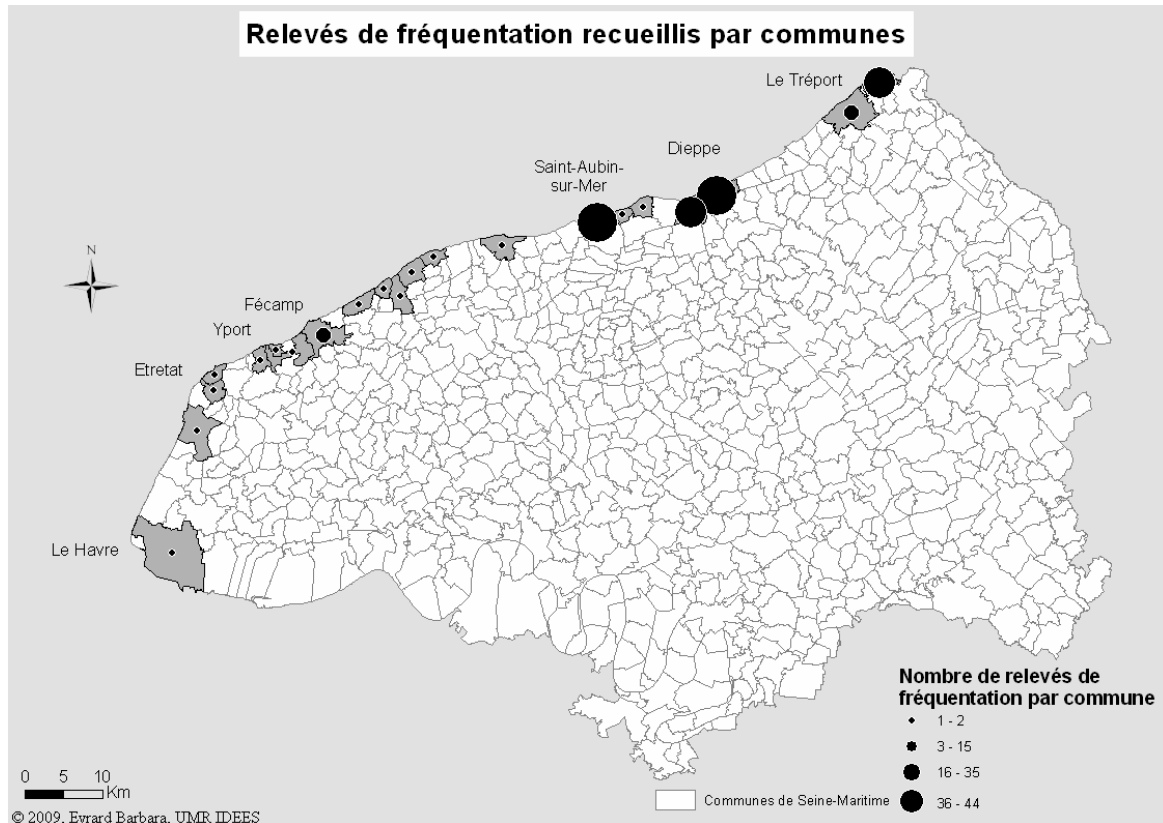 Relevés de fréquentation recueillis par communes
Le Tréport
Dieppe
Saint-Aubin-
sur-Mer
N
Fécamp
Yport
Etretat
Le Havre
Nombre de relevés de
fréquentation par commune
1 - 2
3 - 15
16 - 35
36 - 44
0 5 10
Km
Communes de Seine-Maritime
© 2009, Evrard Barbara, UMR IDEES